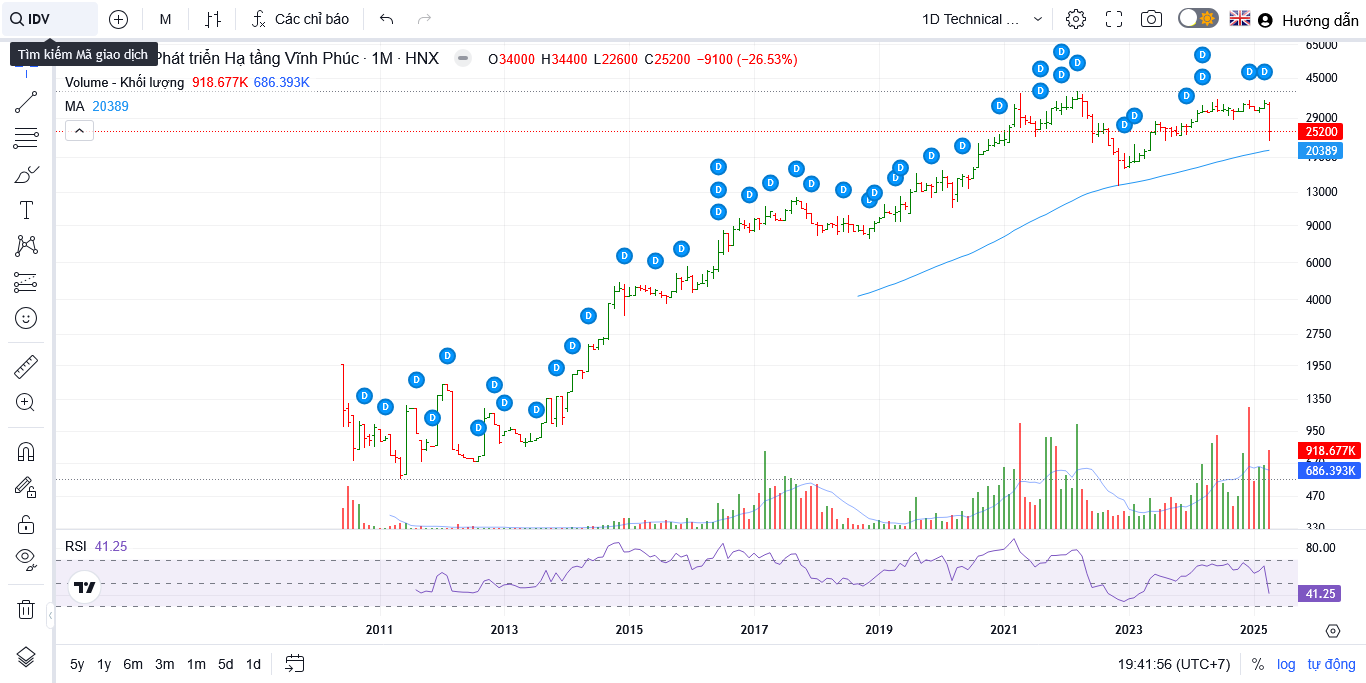 IDV
M
Các chỉ báo
1D Technical ...
Hướng dẫn
Tìm kiếm Mã giao dịch
Phát triển Hạ tầng Vĩnh Phúc · 1M · HNX
O34000 H34400 L22600 C25200 −9100 (−26.53%)
Volume - Khối lượng 918.677K 686.393K
MA 20389
65000
45000
29000
25200
20389
13000
9000
6000
4000
2750
1950
1350
950
918.677K
686.393K
470
330
RSI 41.25
80.00
41.25
2011 2013 2015 2017 2019 2021 2023 2025
5y 1y 6m 3m 1m 5d 1d
19:41:56 (UTC+7)
% log tự động
D D D D D D D D D D D D D D D D D D D D D D D D D D D D D D D D D D D D D D D D D D D D